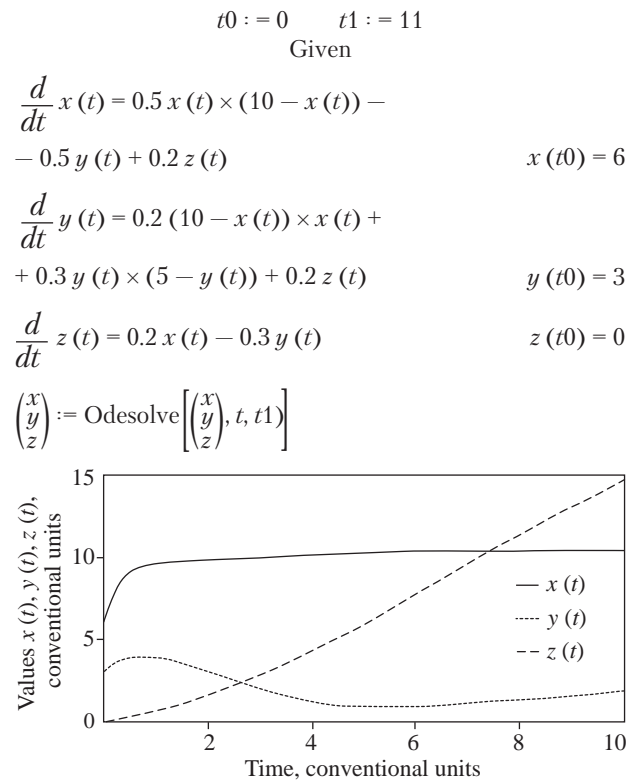 t0 := 0 t1 := 11
Given
d/dt x (t) = 0.5 x (t) × (10 – x (t)) –
– 0.5 y (t) + 0.2 z (t) x (t0) = 6
d/dt y (t) = 0.2 (10 – x (t)) × x (t) +
+ 0.3 y (t) × (5 – y (t)) + 0.2 z (t) y (t0) = 3
d/dt z (t) = 0.2 x (t) – 0.3 y (t) z (t0) = 0
(x y z) := Odesolve[(x y z), t, t1)]
Values x (t), y (t), z (t),
conventional units
15
10
5
0
x (t)
y (t)
z (t)
2 4 6 8 10
Time, conventional units